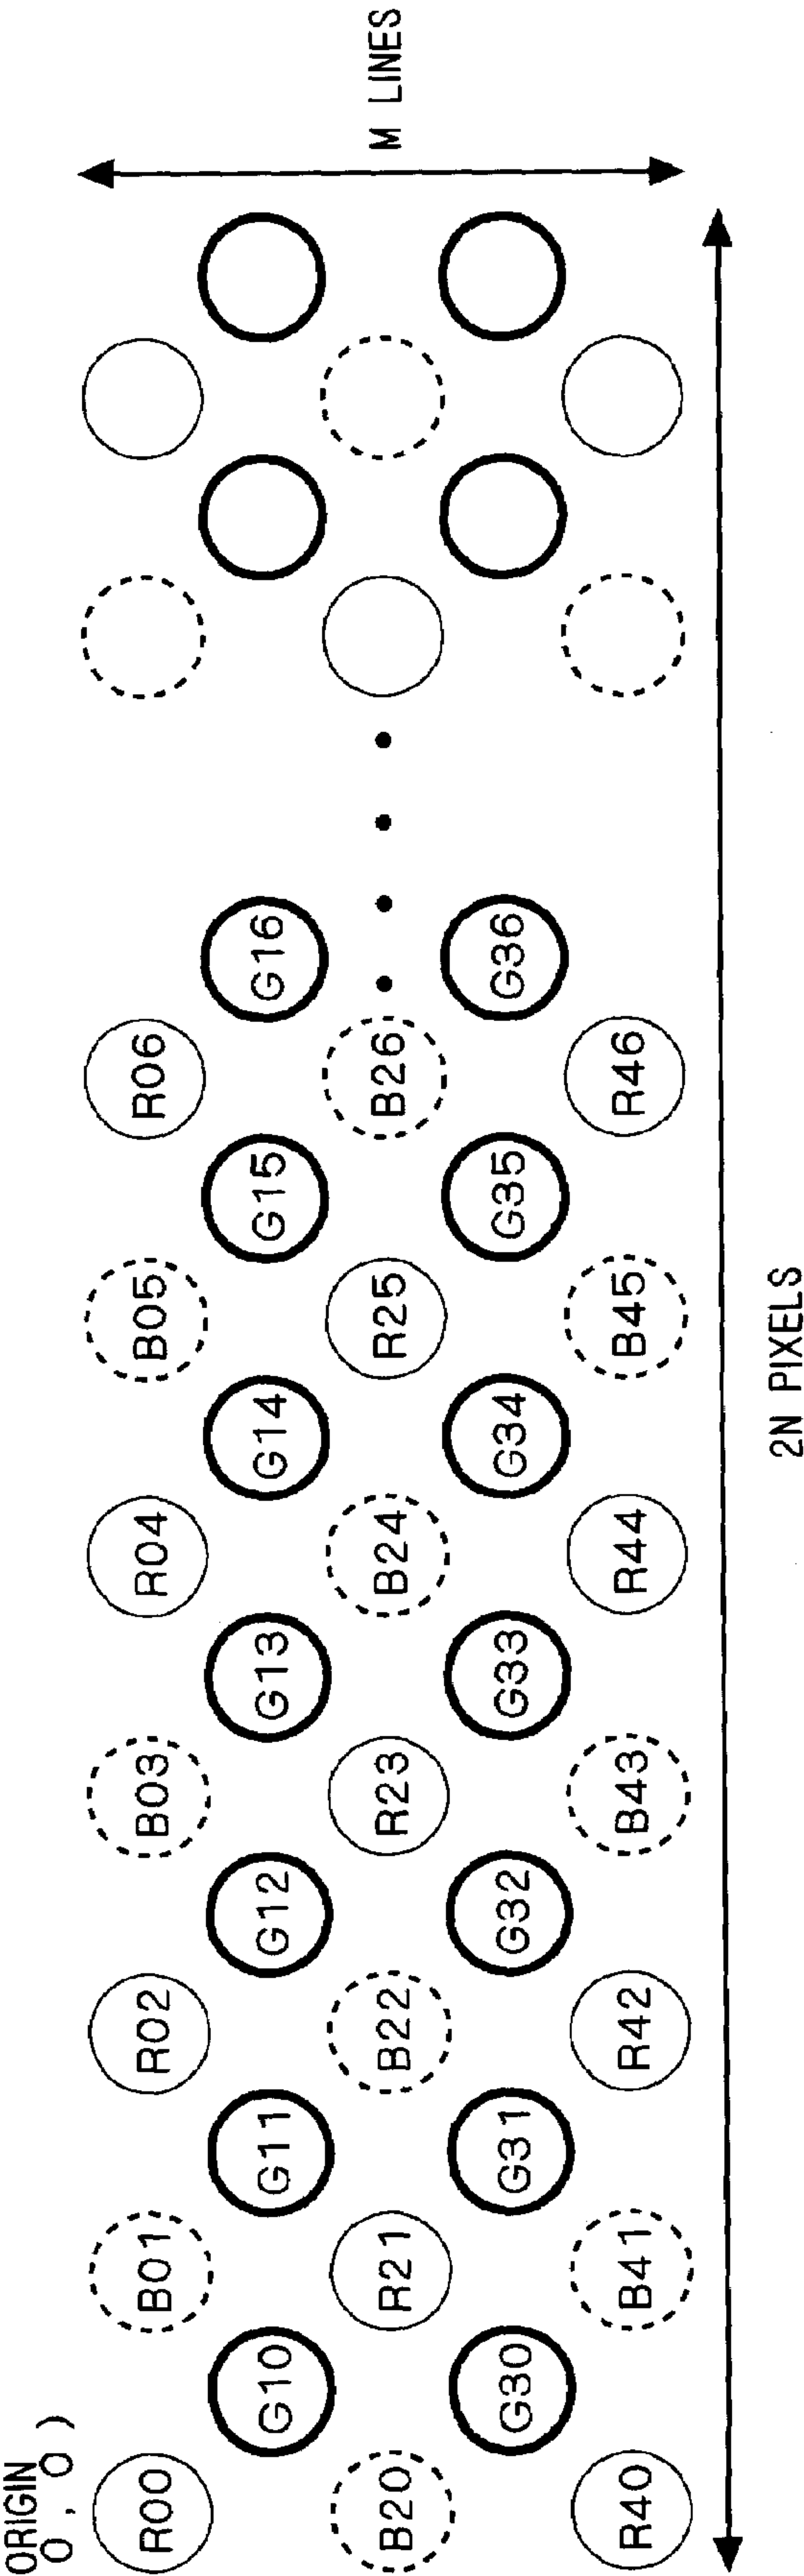 ORIGIN
0 , 0 )
R00 B01 R02 B03 R04 B05 R06
G10 G11 G12 G13 G14 G15 G16
B20 R21 B22 R23 B24 R25 B26
M LINES
G30 G31 G32 G33 G34 G35 G36
R40 B41 R42 B43 R44 B45 R46
2N PIXELS